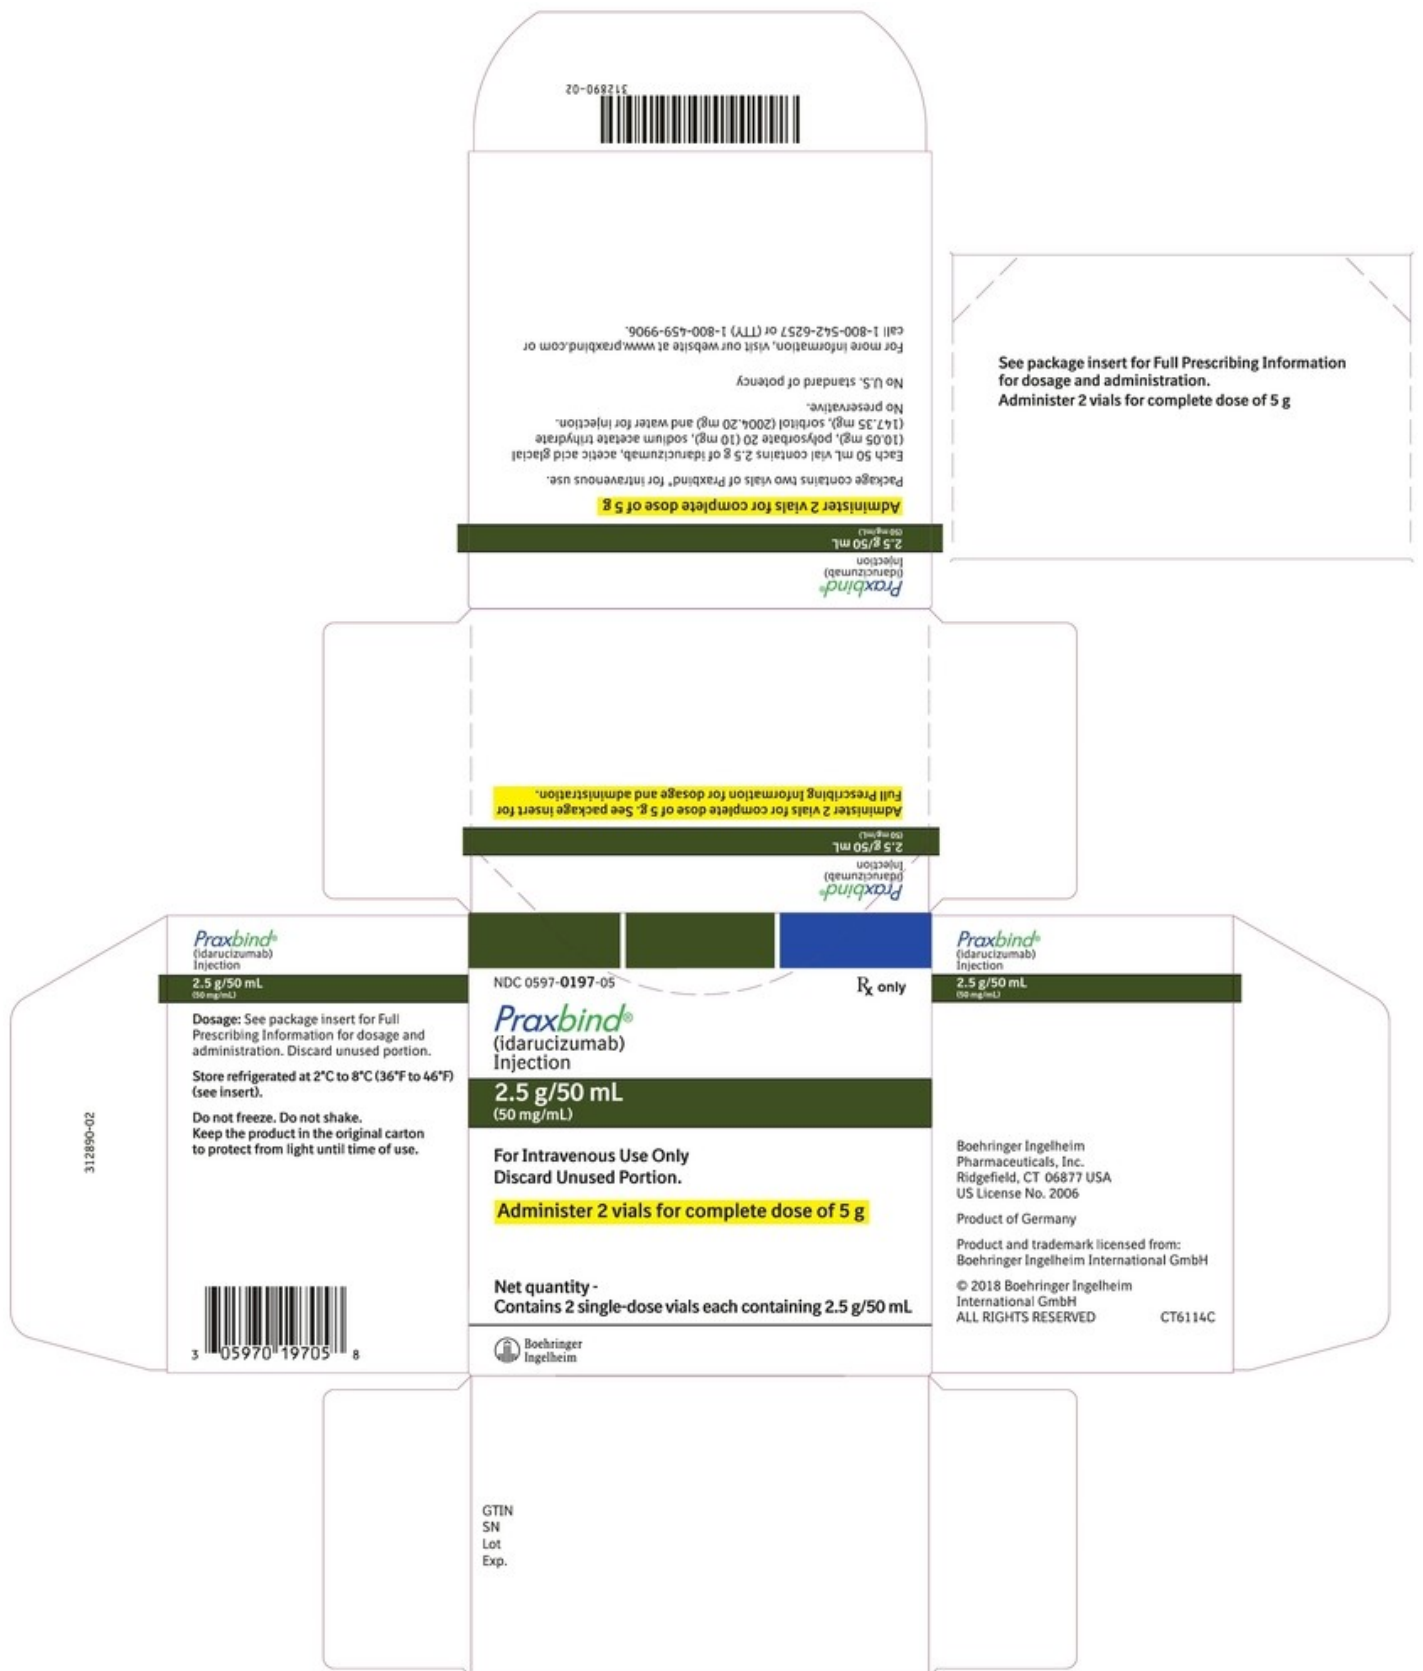 312890-02
For more information, visit our website at www.praxbind.com or
call 1-800-542-6257 or (TTY) 1-800-459-9906.
No U.S. standard of potency
Each 50 mL vial contains 2.5 g of idarucizumab, acetic acid glacial
(10.05 mg), polysorbate 20 (10 mg), sodium acetate trihydrate
(147.35 mg), sorbitol (2004.20 mg) and water for injection.
No preservative.
Package contains two vials of Praxbind® for intravenous use.
Administer 2 vials for complete dose of 5 g
2.5 g/50 mL
(50 mg/mL)
Praxbind®
(idarucizumab)
Injection
See package insert for Full Prescribing Information
for dosage and administration.
Administer 2 vials for complete dose of 5 g
Administer 2 vials for complete dose of 5 g. See package insert for
Full Prescribing Information for dosage and administration.
2.5 g/50 mL
(50 mg/mL)
Praxbind®
(idarucizumab)
Injection
312890-02
Praxbind®
(idarucizumab)
Injection
2.5 g/50 mL
(50 mg/mL)
Dosage: See package insert for Full
Prescribing Information for dosage and
administration. Discard unused portion.
Store refrigerated at 2°C to 8°C (36°F to 46°F)
(see insert).
Do not freeze. Do not shake.
Keep the product in the original carton
to protect from light until time of use.
3 05970 19705 8
NDC 0597-0197-05
Rx only
Praxbind®
(idarucizumab)
Injection
2.5 g/50 mL
(50 mg/mL)
For Intravenous Use Only
Discard Unused Portion.
Administer 2 vials for complete dose of 5 g
Net quantity -
Contains 2 single-dose vials each containing 2.5 g/50 mL
Boehringer
Ingelheim
Praxbind®
(idarucizumab)
Injection
2.5 g/50 mL
(50 mg/mL)
Boehringer Ingelheim
Pharmaceuticals, Inc.
Ridgefield, CT 06877 USA
US License No. 2006
Product of Germany
Product and trademark licensed from:
Boehringer Ingelheim International GmbH
© 2018 Boehringer Ingelheim
International GmbH
ALL RIGHTS RESERVED CT6114C
GTIN
SN
Lot
Exp.